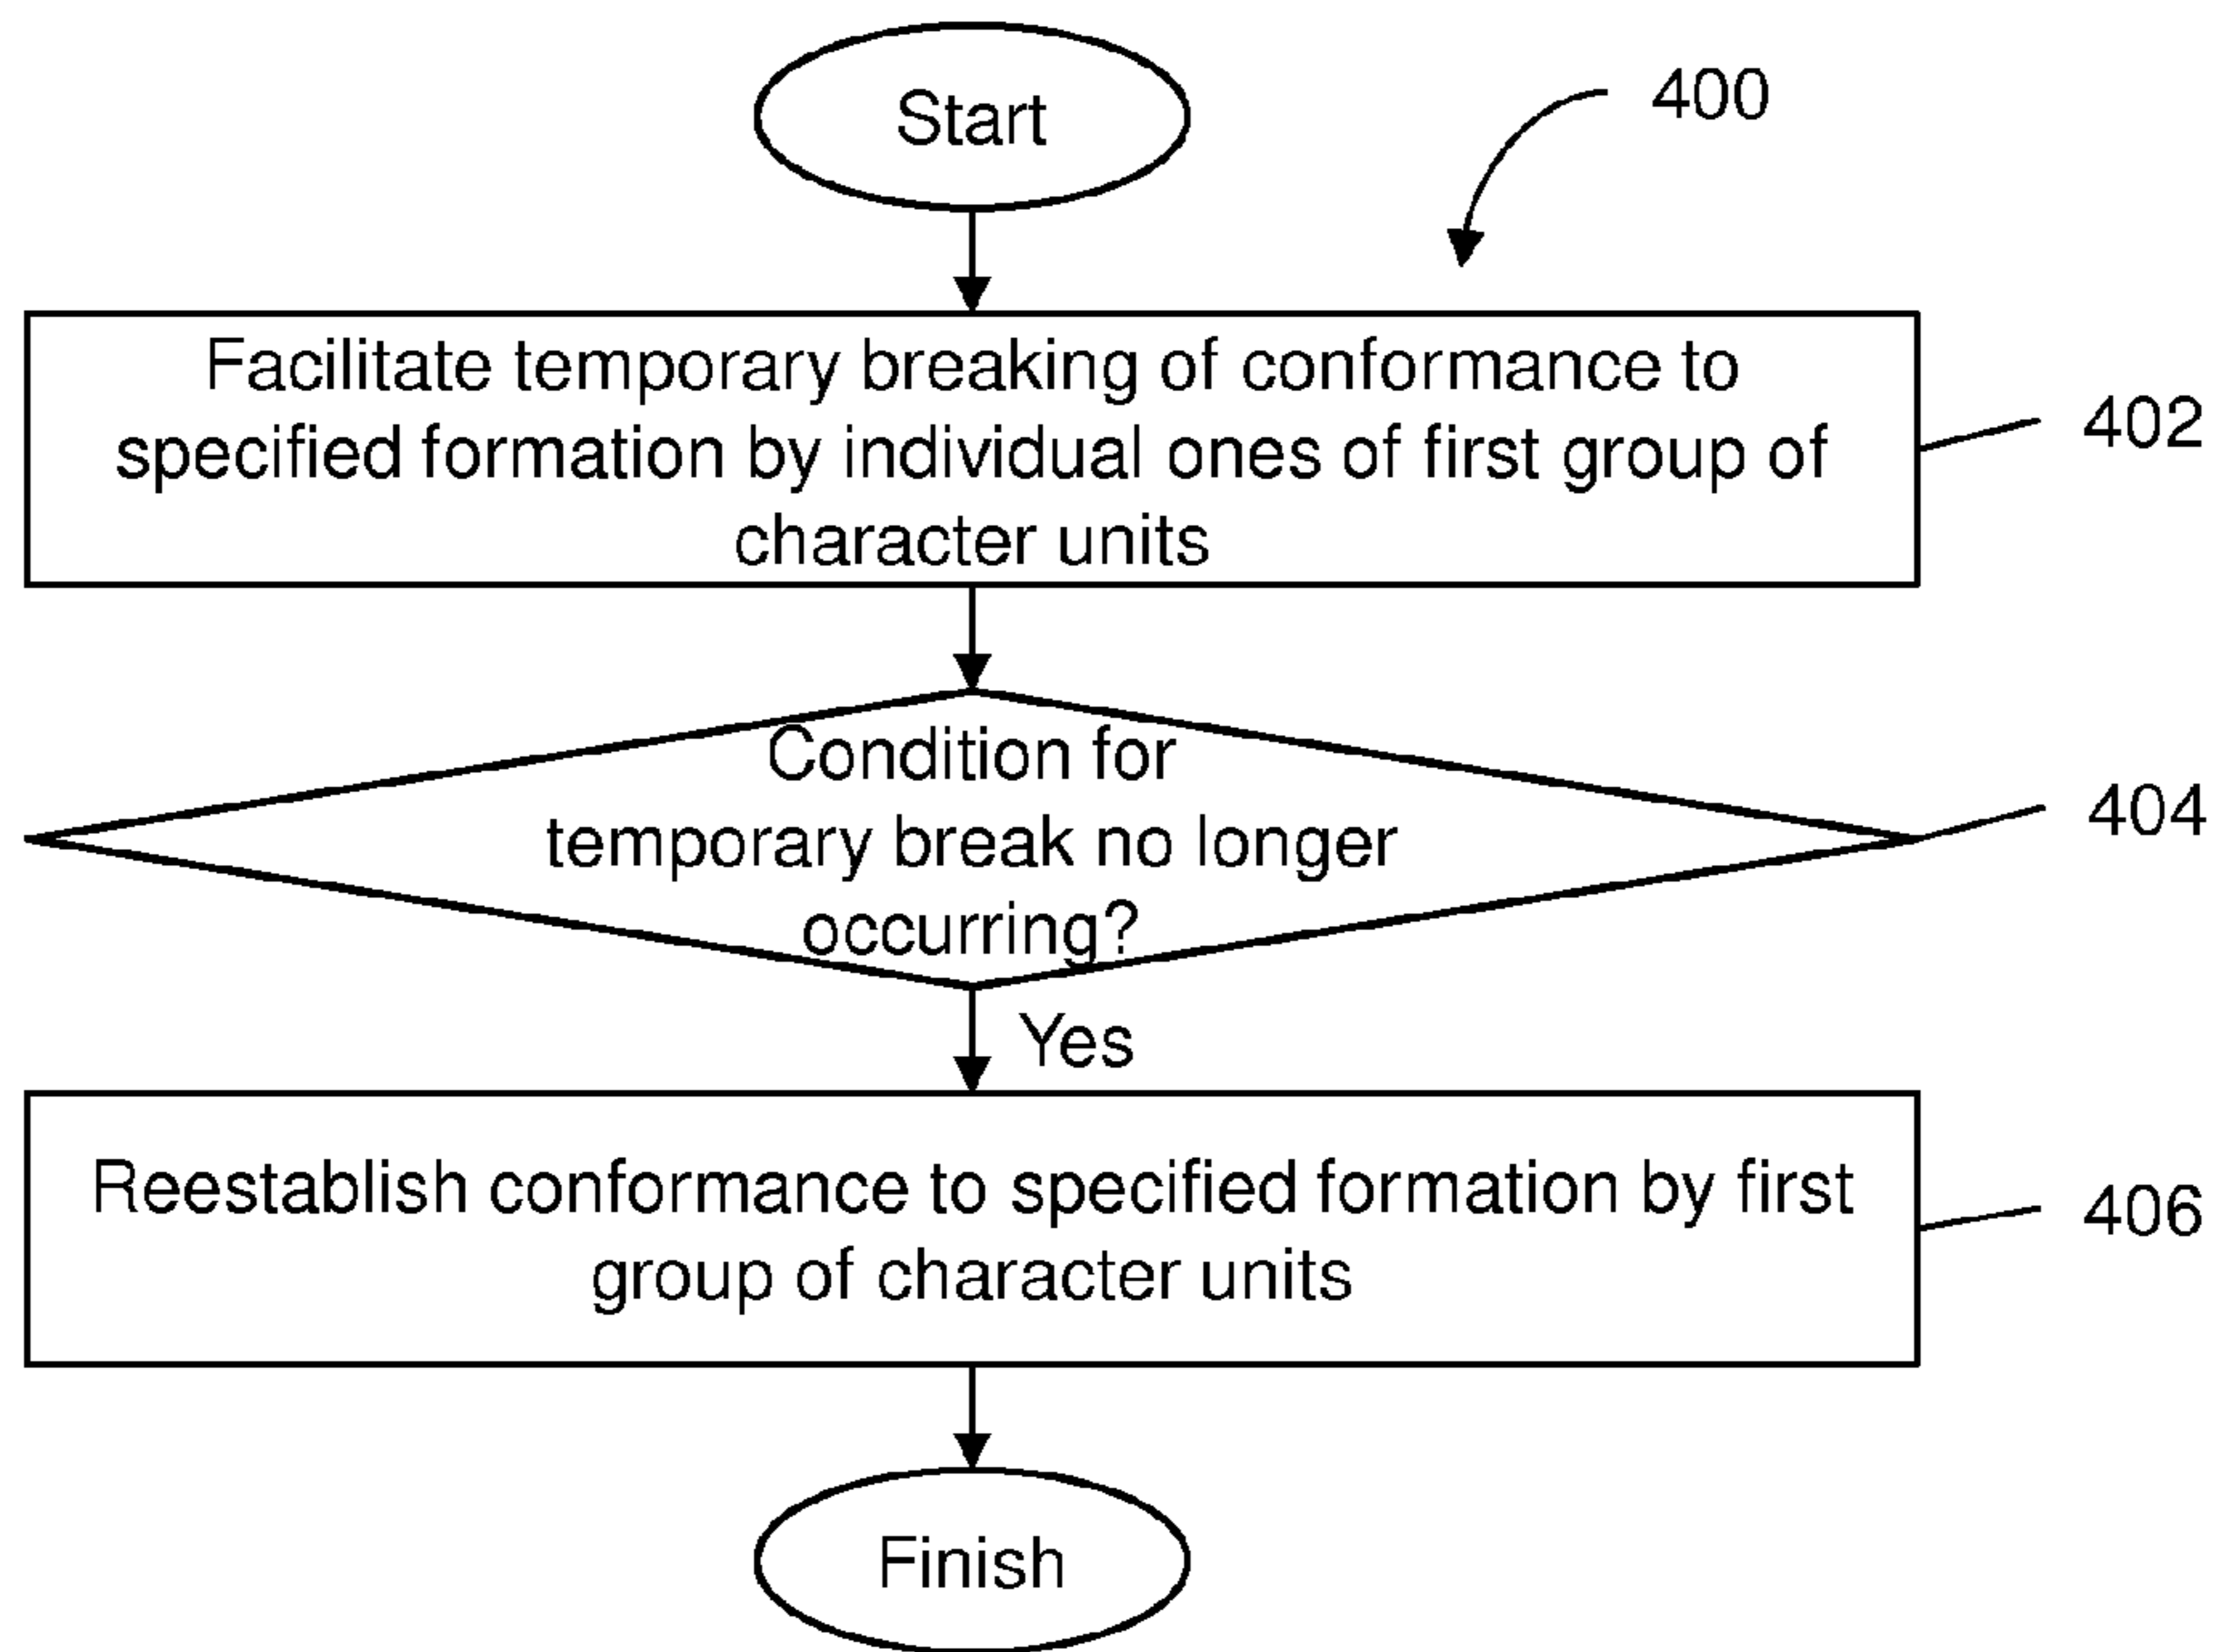 Start
400
Facilitate temporary breaking of conformance to
specified formation by individual ones of first group of
character units
402
Condition for
temporary break no longer
occurring?
404
Yes
Reestablish conformance to specified formation by first
group of character units
406
Finish